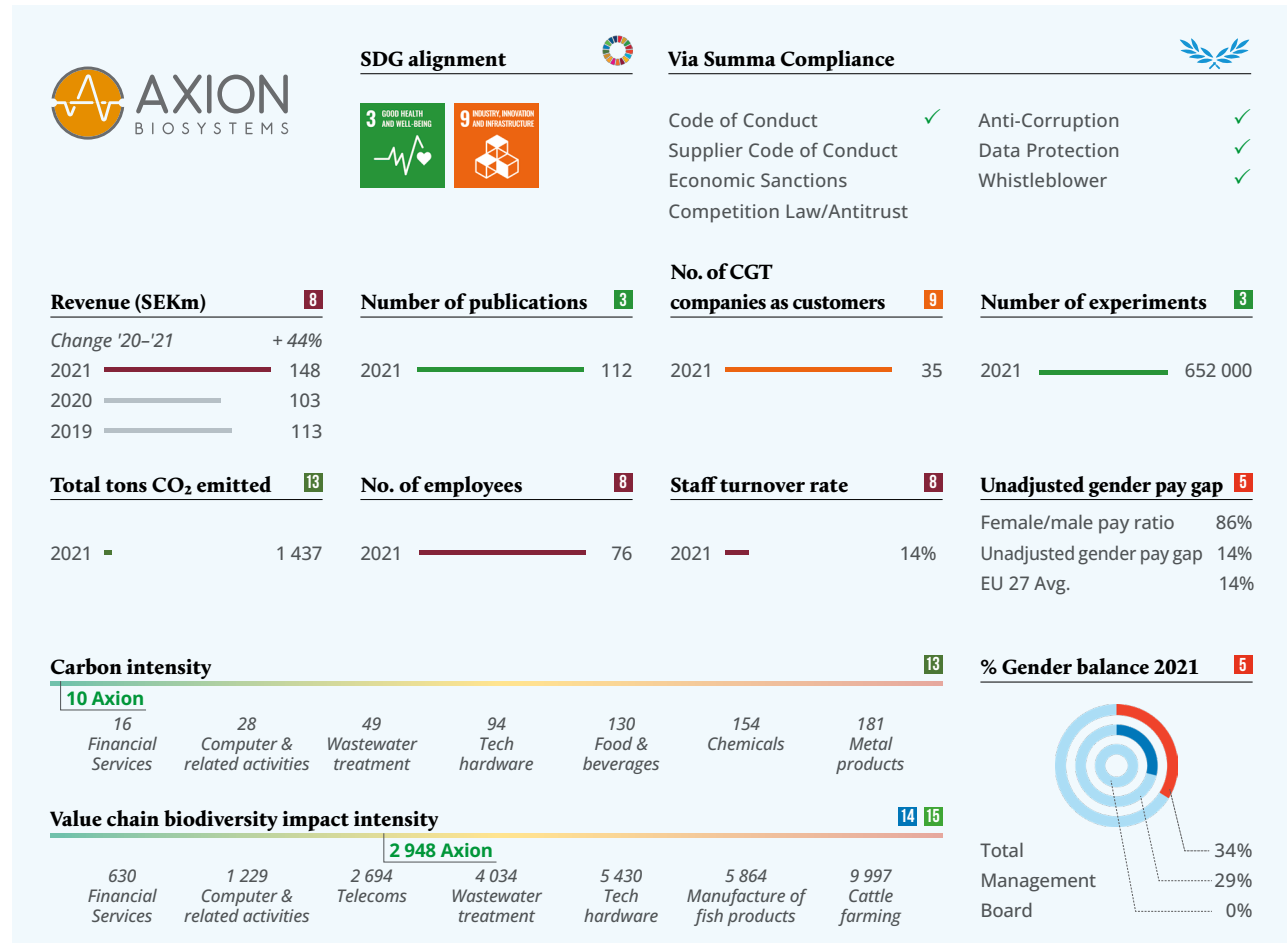 AXION
BIOSYSTEMS
SDG alignment
3 GOOD HEALTH
AND WELL-BEING
9 INDUSTRY, INNOVATION
AND INFRASTRUCTURE
Via Summa Compliance
Code of Conduct ✓
Supplier Code of Conduct
Economic Sanctions
Competition Law/Antitrust
Anti-Corruption ✓
Data Protection ✓
Whistleblower ✓
Revenue (SEKm) 8
Change '20–'21 + 44%
2021 148
2020 103
2019 113
Number of publications 3
2021 112
No. of CGT
companies as customers 9
2021 35
Number of experiments 3
2021 652 000
Total tons CO₂ emitted 13
2021 1 437
No. of employees 8
2021 76
Staff turnover rate 8
2021 14%
Unadjusted gender pay gap 5
Female/male pay ratio 86%
Unadjusted gender pay gap 14%
EU 27 Avg. 14%
Carbon intensity 13
10 Axion
16
Financial
Services
28
Computer &
related activities
49
Wastewater
treatment
94
Tech
hardware
130
Food &
beverages
154
Chemicals
181
Metal
products
Value chain biodiversity impact intensity 14 15
2 948 Axion
630
Financial
Services
1 229
Computer &
related activities
2 694
Telecoms
4 034
Wastewater
treatment
5 430
Tech
hardware
5 864
Manufacture of
fish products
9 997
Cattle
farming
% Gender balance 2021 5
Total 34%
Management 29%
Board 0%